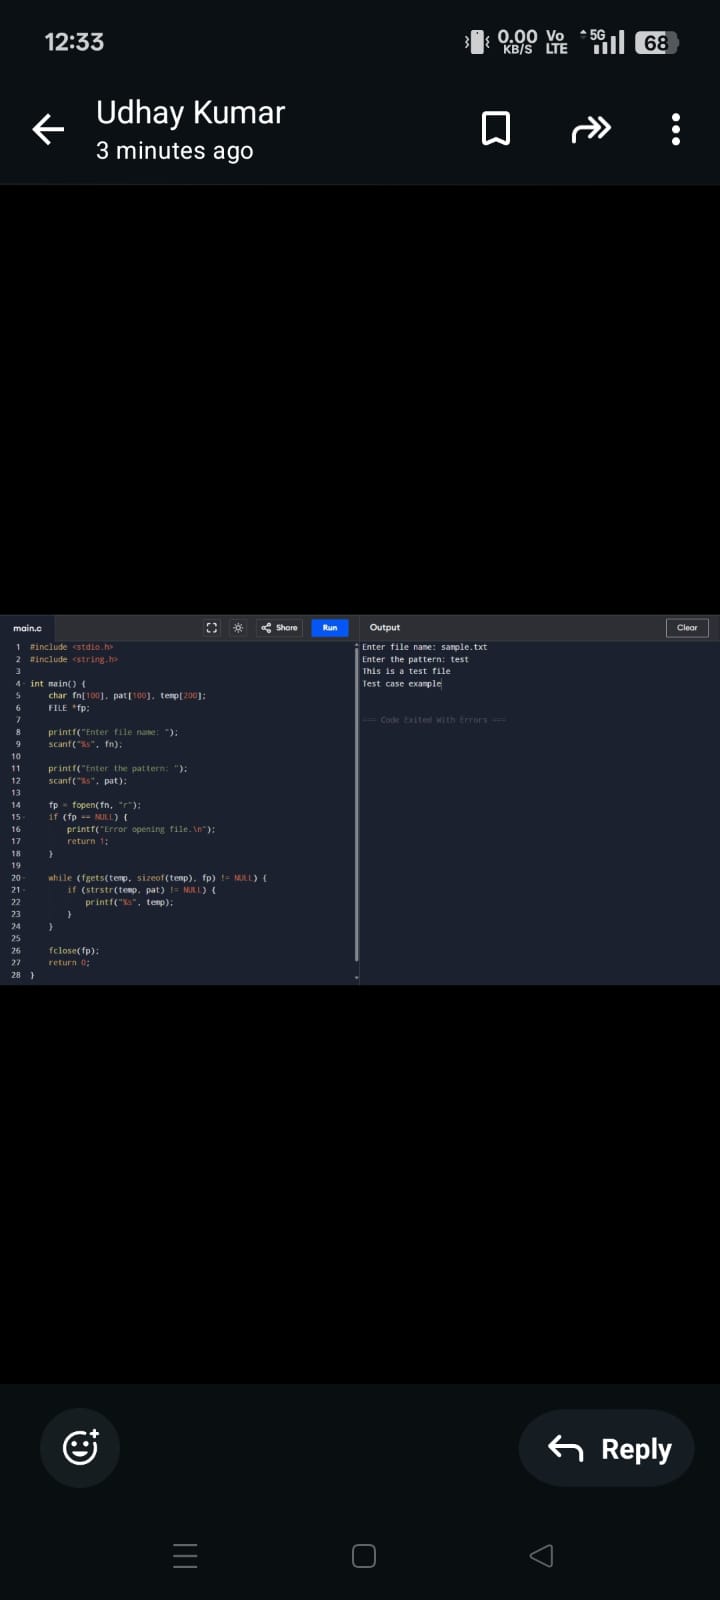 12:33
0.00 KB/S
Vo LTE
5G
68
Udhay Kumar
3 minutes ago
main.c
Share
Run
Output
Clear
1 #include <stdio.h>
2 #include <string.h>
3
4 int main() {
5 char fn[100], pat[100], temp[200];
6 FILE *fp;
7
8 printf("Enter file name: ");
9 scanf("%s", fn);
10
11 printf("Enter the pattern: ");
12 scanf("%s", pat);
13
14 fp = fopen(fn, "r");
15 if (fp == NULL) {
16 printf("Error opening file.\n");
17 return 1;
18 }
19
20 while (fgets(temp, sizeof(temp), fp) != NULL) {
21 if (strstr(temp, pat) != NULL) {
22 printf("%s", temp);
23 }
24 }
25
26 fclose(fp);
27 return 0;
28 }
Enter file name: sample.txt
Enter the pattern: test
This is a test file
Test case example
=== Code Exited With Errors ===
Reply